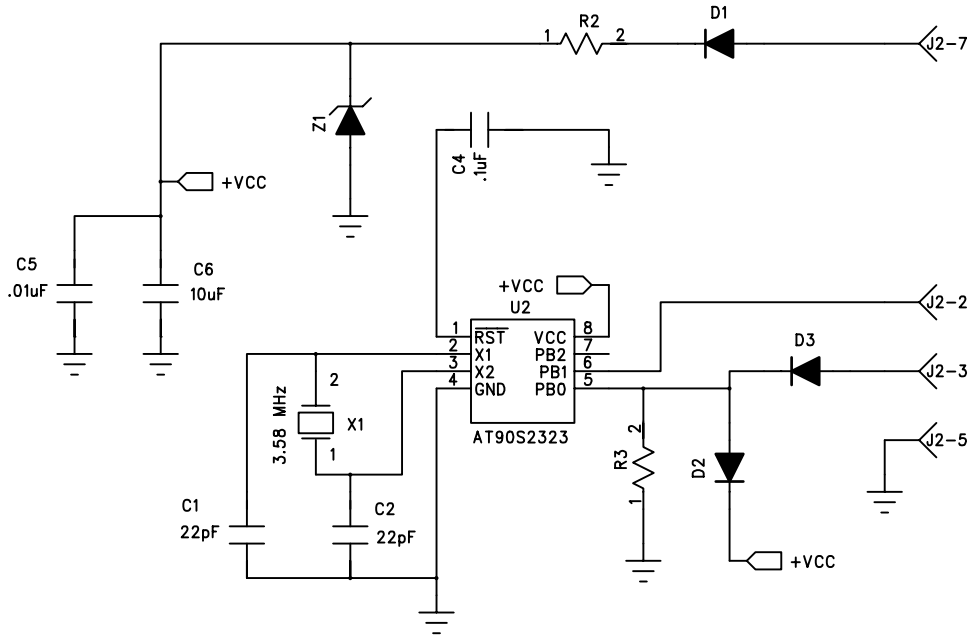 D1
R2
1 2
J2-7
Z1
C4
.1uF
+VCC
C5
.01uF
C6
10uF
+VCC
U2
J2-2
1 RST VCC 8
2 X1 PB2 7
3 X2 PB1 6
4 GND PB0 5
AT90S2323
D3
J2-3
2
3.58 MHz
X1
1
J2-5
2
R3
1
D2
C1
22pF
C2
22pF
+VCC